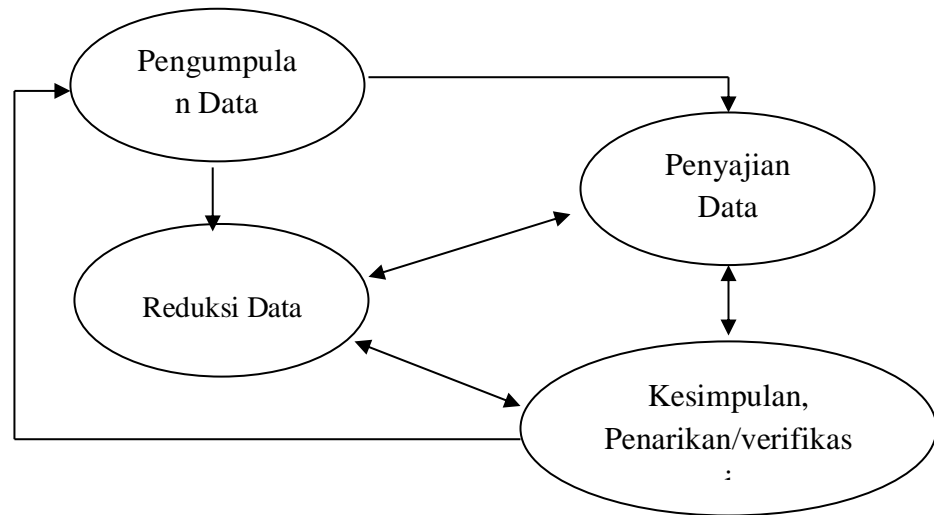 Pengumpula
n Data
Penyajian
Data
Reduksi Data
Kesimpulan,
Penarikan/verifikas
i